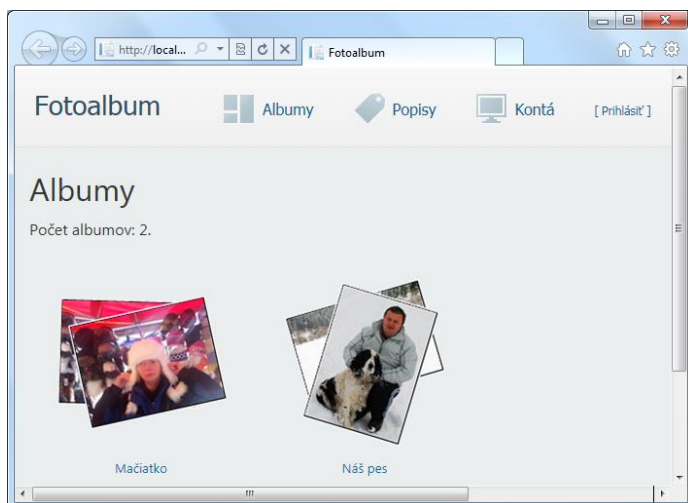 http://local...
Fotoalbum
Fotoalbum
Albumy
Popisy
Kontá
[ Prihlásiť ]
Albumy
Počet albumov: 2.
Mačiatko
Náš pes